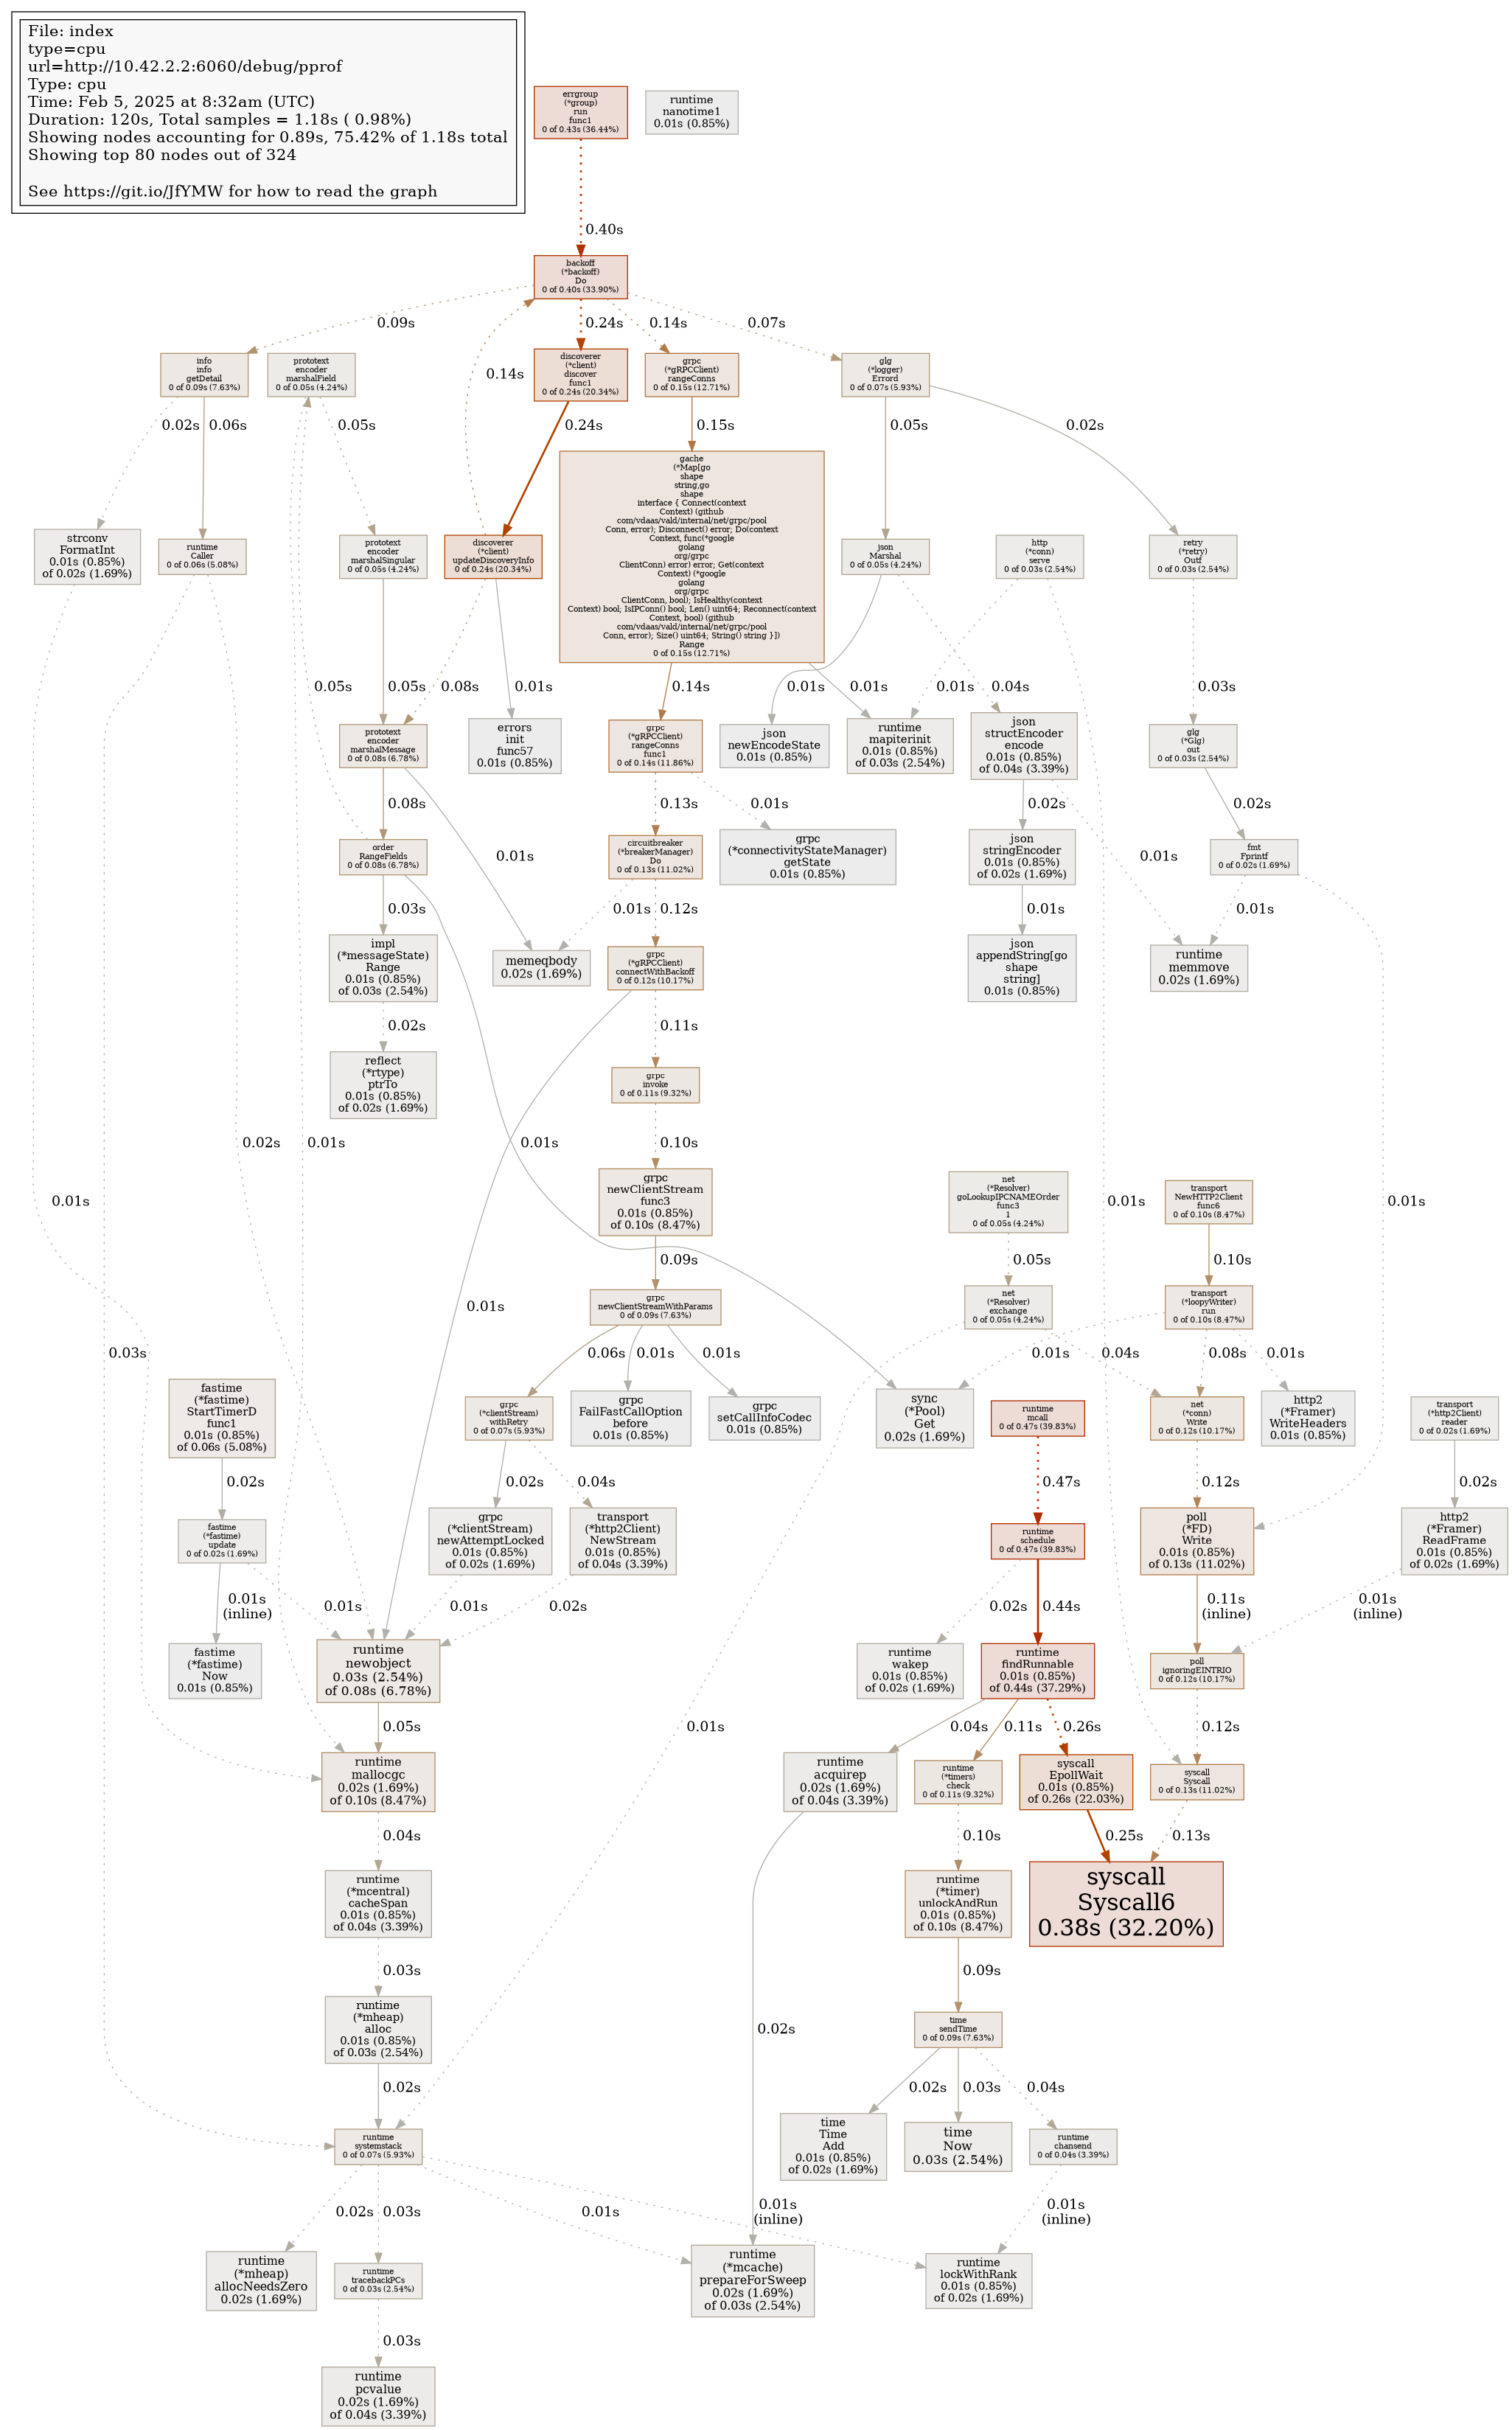 File: index
type=cpu
url=http://10.42.2.2:6060/debug/pprof
Type: cpu
Time: Feb 5, 2025 at 8:32am (UTC)
Duration: 120s, Total samples = 1.18s ( 0.98%)
Showing nodes accounting for 0.89s, 75.42% of 1.18s total
Showing top 80 nodes out of 324
See https://git.io/JfYMW for how to read the graph
errgroup
(*group)
run
func1
0 of 0.43s (36.44%)
runtime
nanotime1
0.01s (0.85%)
0.40s
backoff
(*backoff)
Do
0 of 0.40s (33.90%)
0.09s
0.24s
0.14s
0.07s
info
info
getDetail
0 of 0.09s (7.63%)
prototext
encoder
marshalField
0 of 0.05s (4.24%)
0.14s
discoverer
(*client)
discover
func1
0 of 0.24s (20.34%)
grpc
(*gRPCClient)
rangeConns
0 of 0.15s (12.71%)
glg
(*logger)
Errord
0 of 0.07s (5.93%)
0.02s
0.06s
0.05s
0.24s
0.15s
0.05s
0.02s
strconv
FormatInt
0.01s (0.85%)
of 0.02s (1.69%)
runtime
Caller
0 of 0.06s (5.08%)
prototext
encoder
marshalSingular
0 of 0.05s (4.24%)
discoverer
(*client)
updateDiscoveryInfo
0 of 0.24s (20.34%)
gache
(*Map[go
shape
string,go
shape
interface { Connect(context
Context) (github
com/vdaas/vald/internal/net/grpc/pool
Conn, error); Disconnect() error; Do(context
Context, func(*google
golang
org/grpc
ClientConn) error) error; Get(context
Context) (*google
golang
org/grpc
ClientConn, bool); IsHealthy(context
Context) bool; IsIPConn() bool; Len() uint64; Reconnect(context
Context, bool) (github
com/vdaas/vald/internal/net/grpc/pool
Conn, error); Size() uint64; String() string }])
Range
0 of 0.15s (12.71%)
json
Marshal
0 of 0.05s (4.24%)
http
(*conn)
serve
0 of 0.03s (2.54%)
retry
(*retry)
Outf
0 of 0.03s (2.54%)
0.05s
0.05s
0.08s
0.01s
0.14s
0.01s
0.01s
0.01s
0.04s
0.03s
prototext
encoder
marshalMessage
0 of 0.08s (6.78%)
errors
init
func57
0.01s (0.85%)
grpc
(*gRPCClient)
rangeConns
func1
0 of 0.14s (11.86%)
json
newEncodeState
0.01s (0.85%)
runtime
mapiterinit
0.01s (0.85%)
of 0.03s (2.54%)
json
structEncoder
encode
0.01s (0.85%)
of 0.04s (3.39%)
glg
(*Glg)
out
0 of 0.03s (2.54%)
0.08s
0.01s
0.13s
0.01s
0.02s
0.01s
0.02s
order
RangeFields
0 of 0.08s (6.78%)
circuitbreaker
(*breakerManager)
Do
0 of 0.13s (11.02%)
grpc
(*connectivityStateManager)
getState
0.01s (0.85%)
json
stringEncoder
0.01s (0.85%)
of 0.02s (1.69%)
fmt
Fprintf
0 of 0.02s (1.69%)
0.03s
0.01s
0.12s
0.01s
0.01s
impl
(*messageState)
Range
0.01s (0.85%)
of 0.03s (2.54%)
memeqbody
0.02s (1.69%)
grpc
(*gRPCClient)
connectWithBackoff
0 of 0.12s (10.17%)
json
appendString[go
shape
string]
0.01s (0.85%)
runtime
memmove
0.02s (1.69%)
0.02s
0.11s
reflect
(*rtype)
ptrTo
0.01s (0.85%)
of 0.02s (1.69%)
grpc
invoke
0 of 0.11s (9.32%)
0.02s
0.01s
0.01s
0.10s
0.01s
0.01s
0.01s
grpc
newClientStream
func3
0.01s (0.85%)
of 0.10s (8.47%)
net
(*Resolver)
goLookupIPCNAMEOrder
func3
1
0 of 0.05s (4.24%)
transport
NewHTTP2Client
func6
0 of 0.10s (8.47%)
0.09s
0.05s
0.10s
0.01s
grpc
newClientStreamWithParams
0 of 0.09s (7.63%)
net
(*Resolver)
exchange
0 of 0.05s (4.24%)
transport
(*loopyWriter)
run
0 of 0.10s (8.47%)
0.03s
0.06s
0.01s
0.01s
0.01s
0.04s
0.08s
0.01s
fastime
(*fastime)
StartTimerD
func1
0.01s (0.85%)
of 0.06s (5.08%)
grpc
(*clientStream)
withRetry
0 of 0.07s (5.93%)
grpc
FailFastCallOption
before
0.01s (0.85%)
grpc
setCallInfoCodec
0.01s (0.85%)
sync
(*Pool)
Get
0.02s (1.69%)
runtime
mcall
0 of 0.47s (39.83%)
net
(*conn)
Write
0 of 0.12s (10.17%)
http2
(*Framer)
WriteHeaders
0.01s (0.85%)
transport
(*http2Client)
reader
0 of 0.02s (1.69%)
0.02s
0.02s
0.04s
0.47s
0.12s
0.02s
fastime
(*fastime)
update
0 of 0.02s (1.69%)
grpc
(*clientStream)
newAttemptLocked
0.01s (0.85%)
of 0.02s (1.69%)
transport
(*http2Client)
NewStream
0.01s (0.85%)
of 0.04s (3.39%)
runtime
schedule
0 of 0.47s (39.83%)
poll
(*FD)
Write
0.01s (0.85%)
of 0.13s (11.02%)
http2
(*Framer)
ReadFrame
0.01s (0.85%)
of 0.02s (1.69%)
0.01s
(inline)
0.01s
0.01s
0.02s
0.02s
0.44s
0.11s
(inline)
0.01s
(inline)
fastime
(*fastime)
Now
0.01s (0.85%)
runtime
newobject
0.03s (2.54%)
of 0.08s (6.78%)
runtime
wakep
0.01s (0.85%)
of 0.02s (1.69%)
runtime
findRunnable
0.01s (0.85%)
of 0.44s (37.29%)
poll
ignoringEINTRIO
0 of 0.12s (10.17%)
0.05s
0.01s
0.04s
0.11s
0.26s
0.12s
runtime
mallocgc
0.02s (1.69%)
of 0.10s (8.47%)
runtime
acquirep
0.02s (1.69%)
of 0.04s (3.39%)
runtime
(*timers)
check
0 of 0.11s (9.32%)
syscall
EpollWait
0.01s (0.85%)
of 0.26s (22.03%)
syscall
Syscall
0 of 0.13s (11.02%)
0.04s
0.10s
0.25s
0.13s
runtime
(*mcentral)
cacheSpan
0.01s (0.85%)
of 0.04s (3.39%)
runtime
(*timer)
unlockAndRun
0.01s (0.85%)
of 0.10s (8.47%)
syscall
Syscall6
0.38s (32.20%)
0.03s
0.09s
runtime
(*mheap)
alloc
0.01s (0.85%)
of 0.03s (2.54%)
time
sendTime
0 of 0.09s (7.63%)
0.02s
0.02s
0.02s
0.03s
0.04s
runtime
systemstack
0 of 0.07s (5.93%)
time
Time
Add
0.01s (0.85%)
of 0.02s (1.69%)
time
Now
0.03s (2.54%)
runtime
chansend
0 of 0.04s (3.39%)
0.02s
0.03s
0.01s
0.01s
(inline)
0.01s
(inline)
runtime
(*mheap)
allocNeedsZero
0.02s (1.69%)
runtime
tracebackPCs
0 of 0.03s (2.54%)
runtime
(*mcache)
prepareForSweep
0.02s (1.69%)
of 0.03s (2.54%)
runtime
lockWithRank
0.01s (0.85%)
of 0.02s (1.69%)
0.03s
runtime
pcvalue
0.02s (1.69%)
of 0.04s (3.39%)